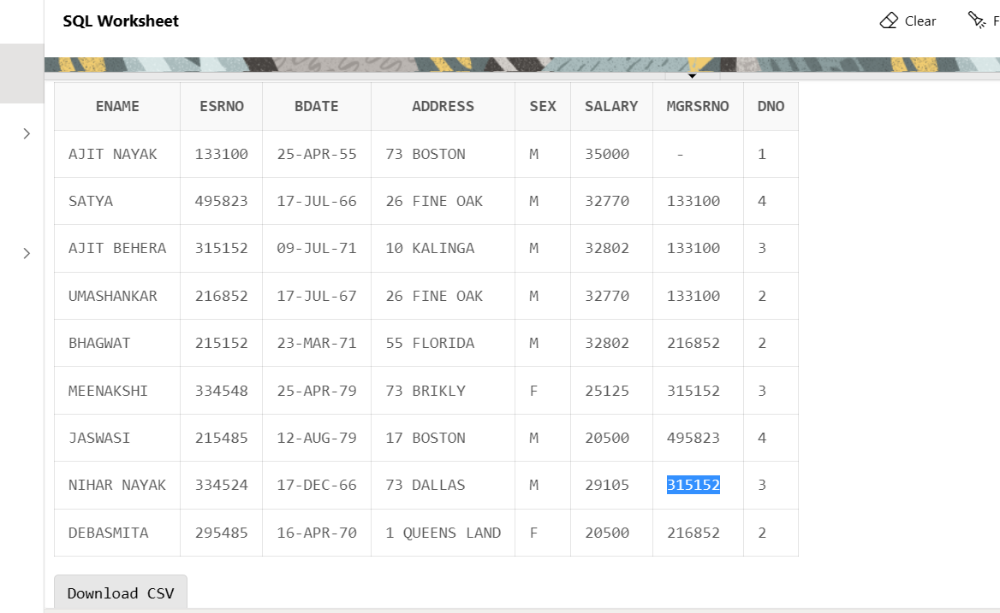 SQL Worksheet
Clear
F
ENAME ESRNO BDATE ADDRESS SEX SALARY MGRSRNO DNO
AJIT NAYAK 133100 25-APR-55 73 BOSTON M 35000 - 1
SATYA 495823 17-JUL-66 26 FINE OAK M 32770 133100 4
AJIT BEHERA 315152 09-JUL-71 10 KALINGA M 32802 133100 3
UMASHANKAR 216852 17-JUL-67 26 FINE OAK M 32770 133100 2
BHAGWAT 215152 23-MAR-71 55 FLORIDA M 32802 216852 2
MEENAKSHI 334548 25-APR-79 73 BRIKLY F 25125 315152 3
JASWASI 215485 12-AUG-79 17 BOSTON M 20500 495823 4
NIHAR NAYAK 334524 17-DEC-66 73 DALLAS M 29105 315152 3
DEBASMITA 295485 16-APR-70 1 QUEENS LAND F 20500 216852 2
Download CSV